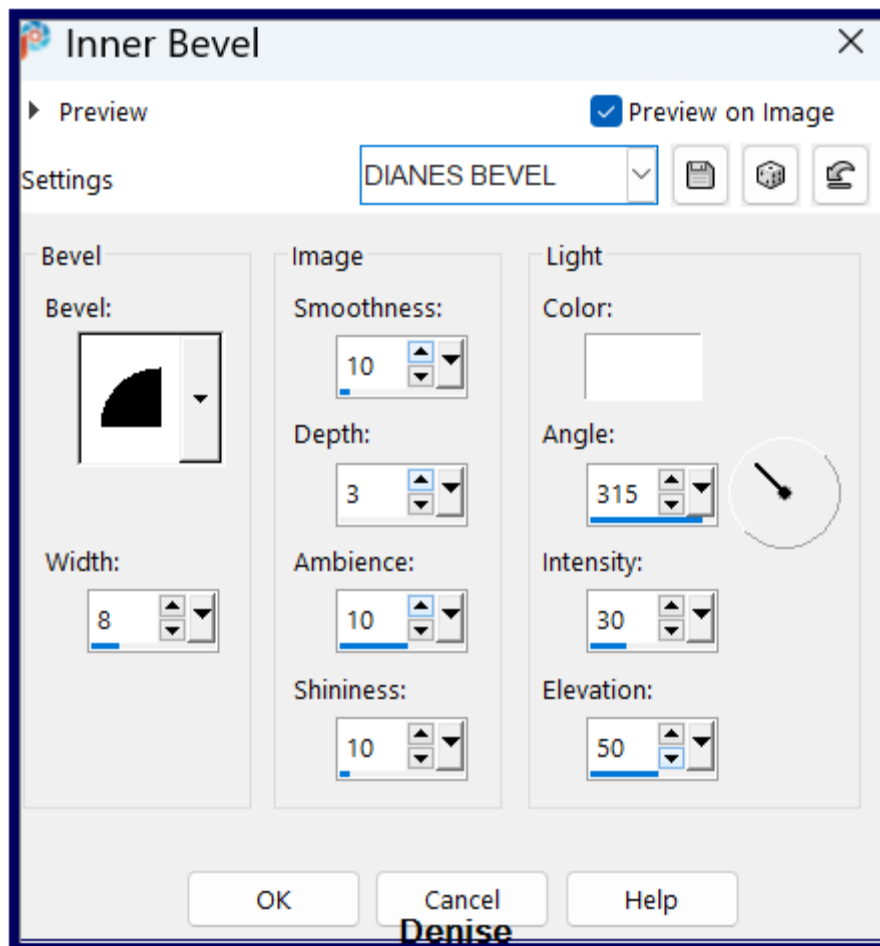 Inner Bevel
Preview
Preview on Image
Settings
DIANES BEVEL
Bevel
Bevel:
Width:
8
Image
Smoothness:
10
Depth:
3
Ambience:
10
Shininess:
10
Light
Color:
Angle:
315
Intensity:
30
Elevation:
50
OK
Cancel
Help
Denise